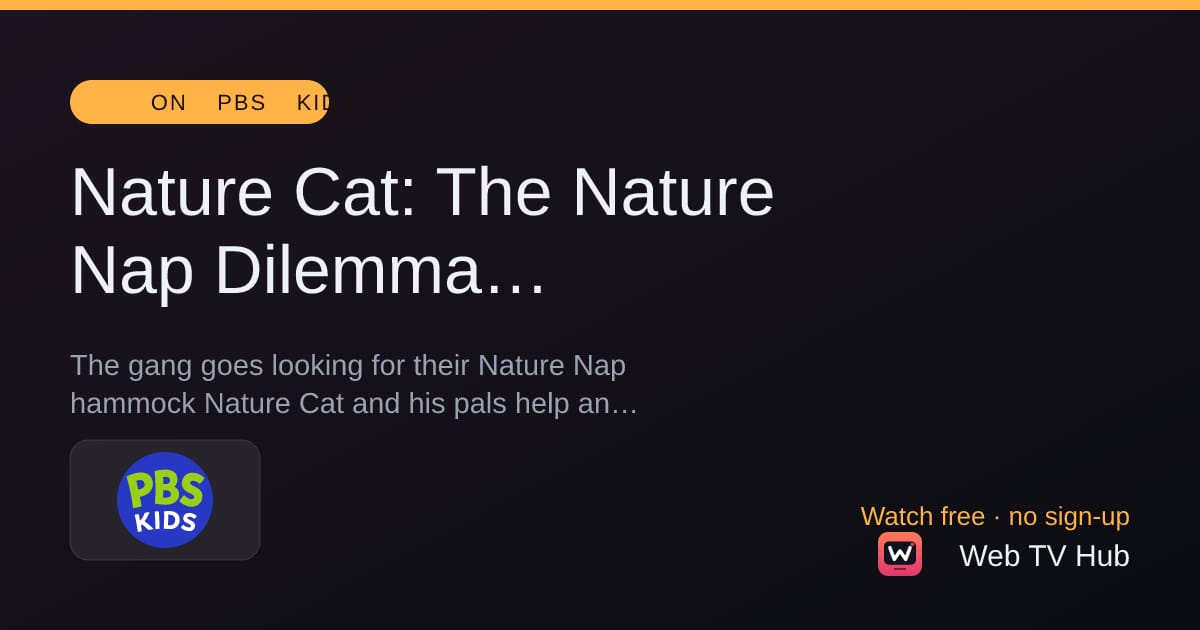 ON PBS KIDS
Nature Cat: The Nature
Nap Dilemma…
The gang goes looking for their Nature Nap
hammock Nature Cat and his pals help an…
PBS
KIDS
Watch free · no sign-up
W
Web TV Hub